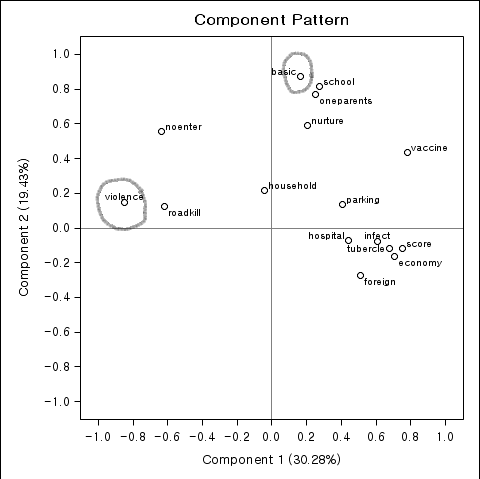 Component Pattern
1.0
0.8
0.6
0.4
0.2
0.0
-0.2
-0.4
-0.6
-0.8
-1.0
Component 2 (19.43%)
basic
school
oneparents
nurture
noenter
vaccine
household
violence
parking
roadkill
hospital
infect
score
tubercle
economy
foreign
-1.0 -0.8 -0.6 -0.4 -0.2 0.0 0.2 0.4 0.6 0.8 1.0
Component 1 (30.28%)